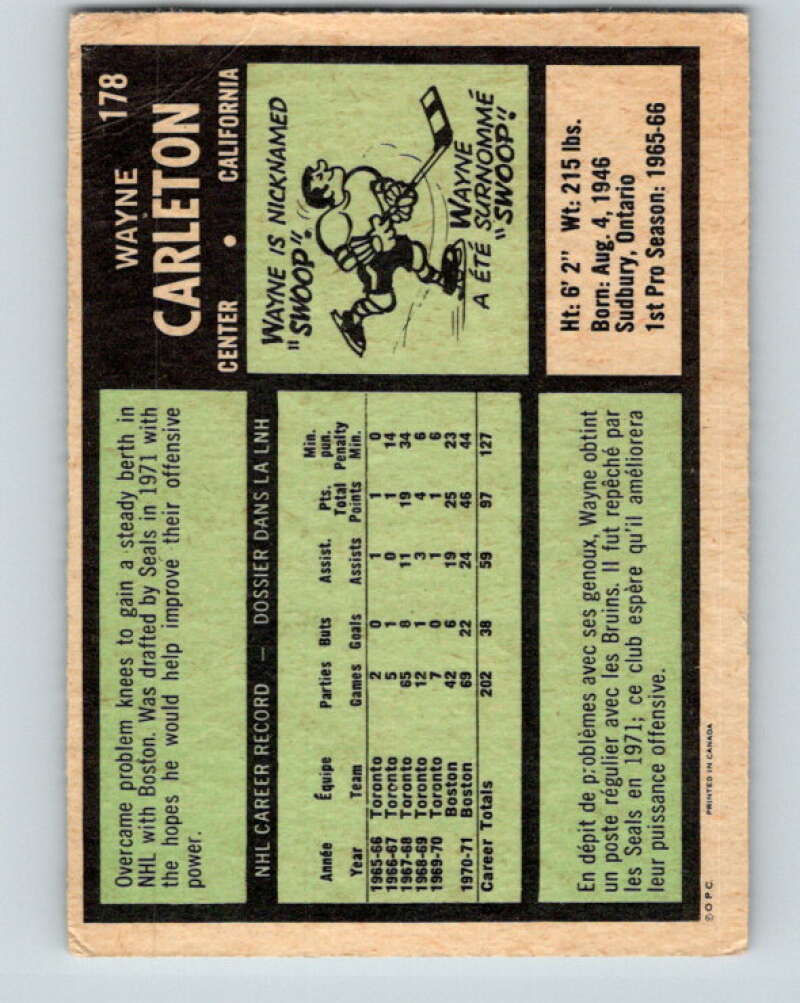 178
WAYNE
CARLETON
CENTER • CALIFORNIA
Overcame problem knees to gain a steady berth in
NHL with Boston. Was drafted by Seals in 1971 with
the hopes he would help improve their offensive
power.
WAYNE IS NICKNAMED
"SWOOP".
WAYNE
A ÉTÉ SURNOMMÉ
"SWOOP".
NHL CAREER RECORD — DOSSIER DANS LA LNH
Année Équipe Parties Buts Assist. Pts. Total Min. pun.
Year Team Games Goals Assists Points Penalty Min.
1965-66 Toronto 2 0 1 1 0
1966-67 Toronto 5 1 0 1 14
1967-68 Toronto 65 8 11 19 34
1968-69 Toronto 12 1 3 4 6
1969-70 Toronto 7 0 1 1 6
Boston 42 6 19 25 23
1970-71 Boston 69 22 24 46 44
Career Totals 202 38 59 97 127
Ht: 6' 2" Wt: 215 lbs.
Born: Aug. 4, 1946
Sudbury, Ontario
1st Pro Season: 1965-66
En dépit de p:oblèmes avec ses genoux, Wayne obtint
un poste régulier avec les Bruins. Il fut repêché par
les Seals en 1971; ce club espère qu'il améliorera
leur puissance offensive.
© O.P.C. PRINTED IN CANADA